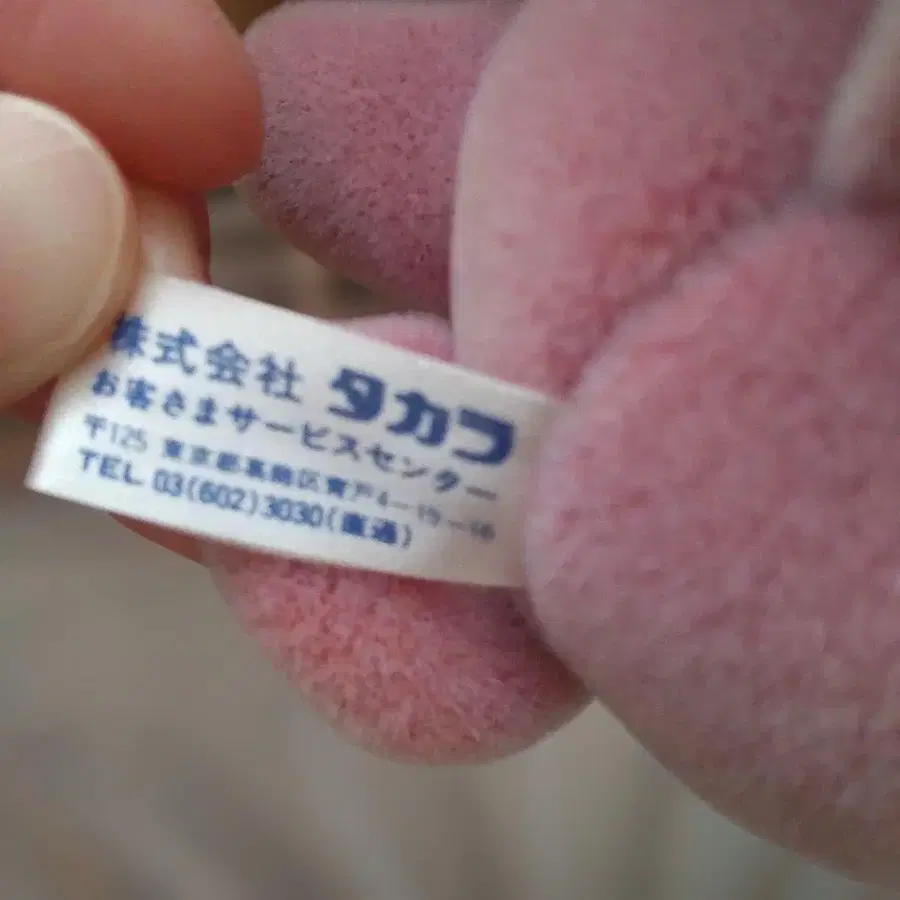 株式会社 タカラ
お客さまサービスセンター
〒125 東京都葛飾区青戸4-19-16
TEL 03(602)3030(直通)